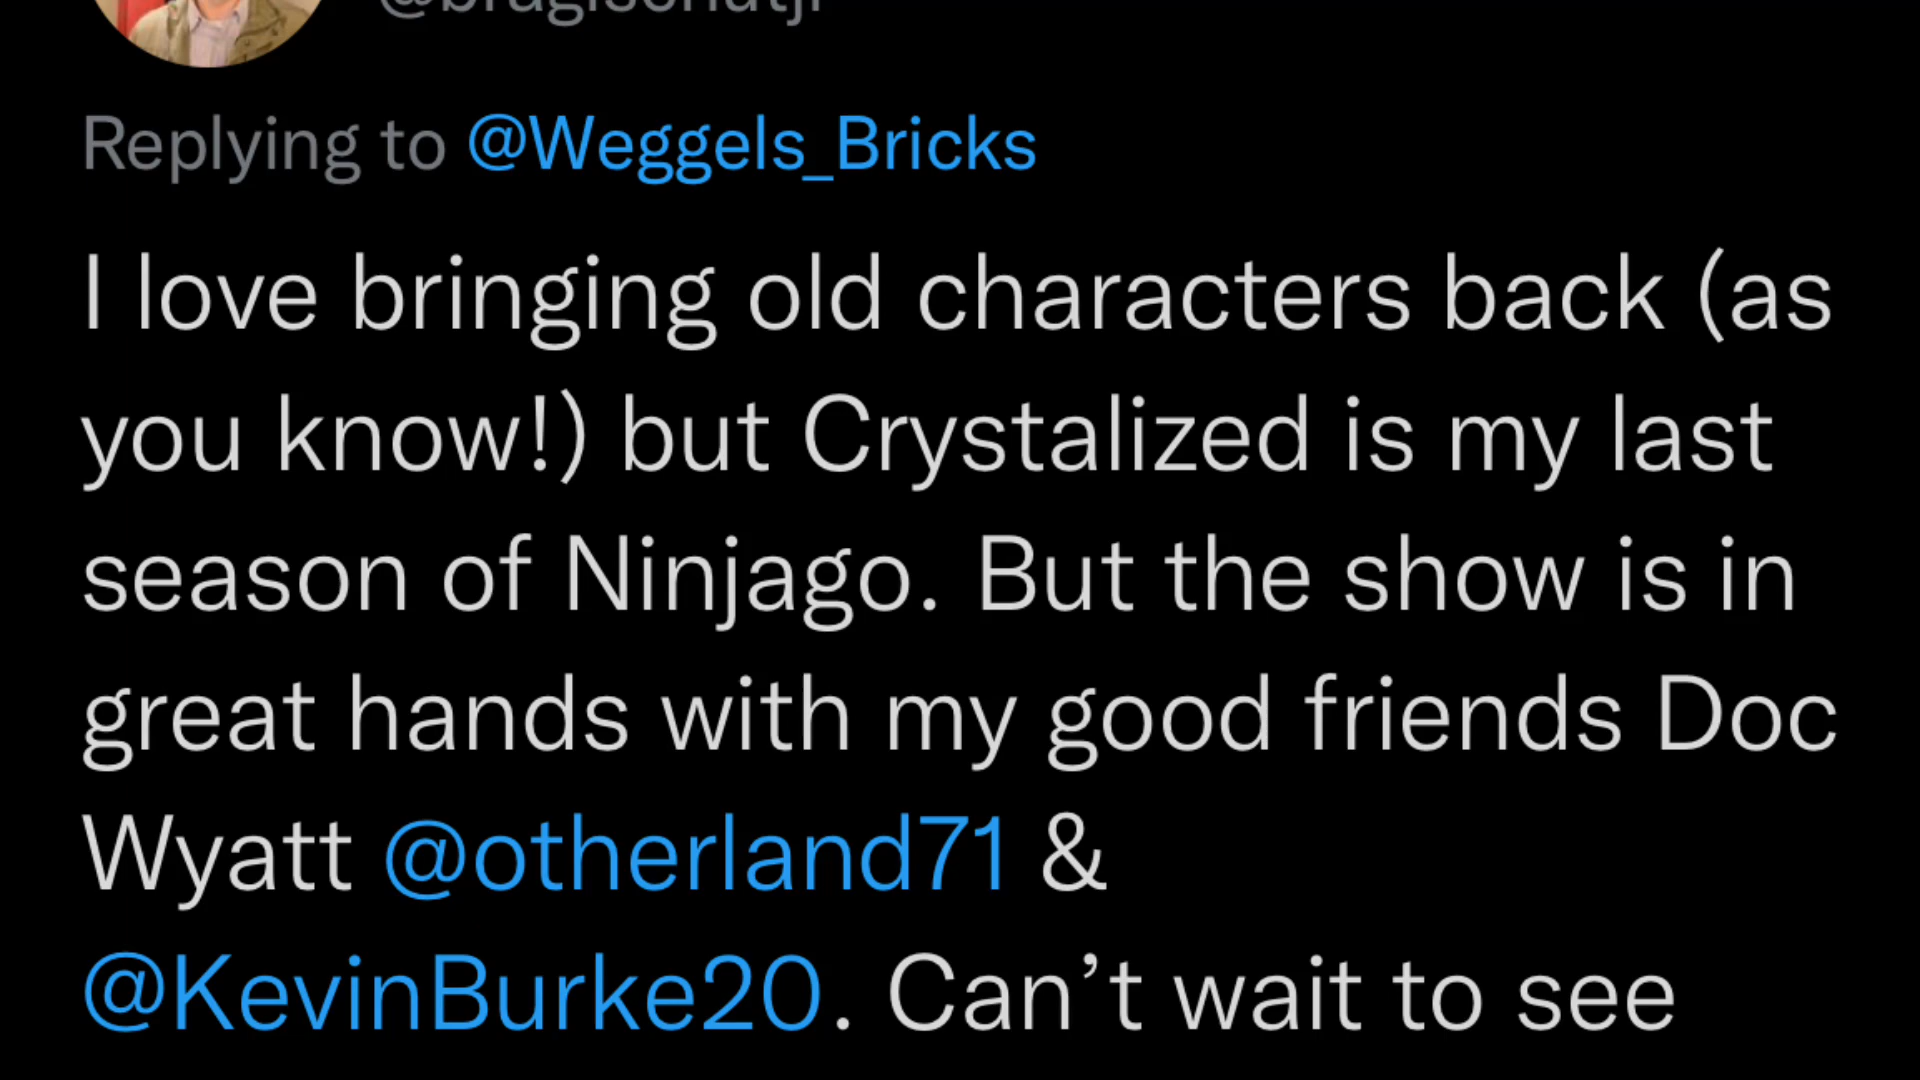 Replying to @Weggels_Bricks
I love bringing old characters back (as
you know!) but Crystalized is my last
season of Ninjago. But the show is in
great hands with my good friends Doc
Wyatt @otherland71 &
@KevinBurke20. Can’t wait to see